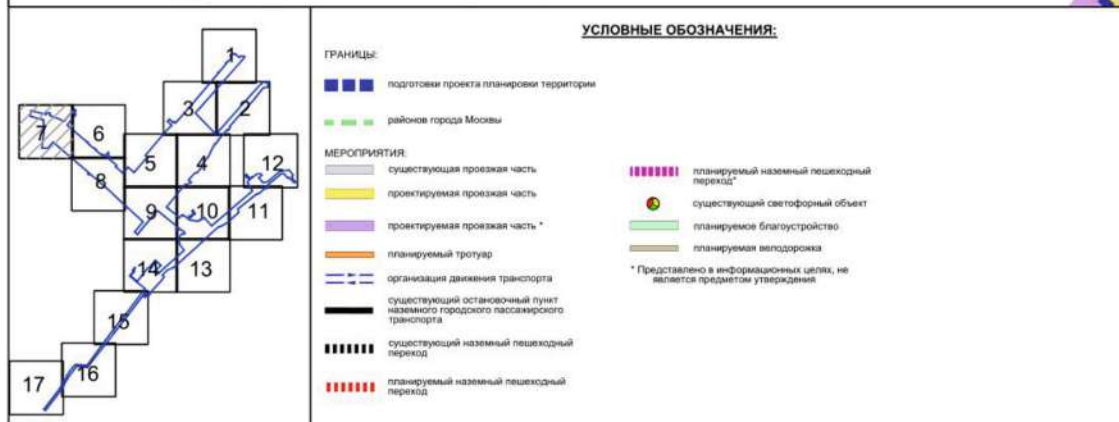 УСЛОВНЫЕ ОБОЗНАЧЕНИЯ:
ГРАНИЦЫ:
подготовки проекта планировки территории
районов города Москвы
МЕРОПРИЯТИЯ:
существующая проезжая часть
проектируемая проезжая часть
проектируемая проезжая часть *
планируемый тротуар
организация движения транспорта
существующий остановочный пункт
наземного городского пассажирского
транспорта
существующий наземный пешеходный
переход
планируемый наземный пешеходный
переход
планируемый наземный пешеходный
переход*
существующий светофорный объект
планируемое благоустройство
планируемая велодорожка
* Представлено в информационных целях, не
является предметом утверждения
1
3 2
7 6
5 4 12
8
9 10 11
14 13
15
16
17